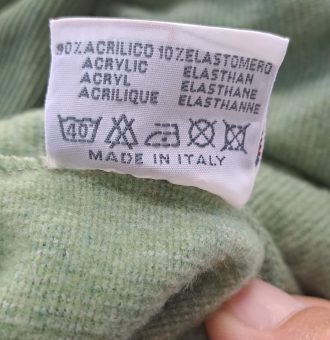 90% ACRILICO 10% ELASTOMERO
ACRYLIC ELASTHAN
ACRYL ELASTHANE
ACRILIQUE ELASTHANNE
40
MADE IN ITALY